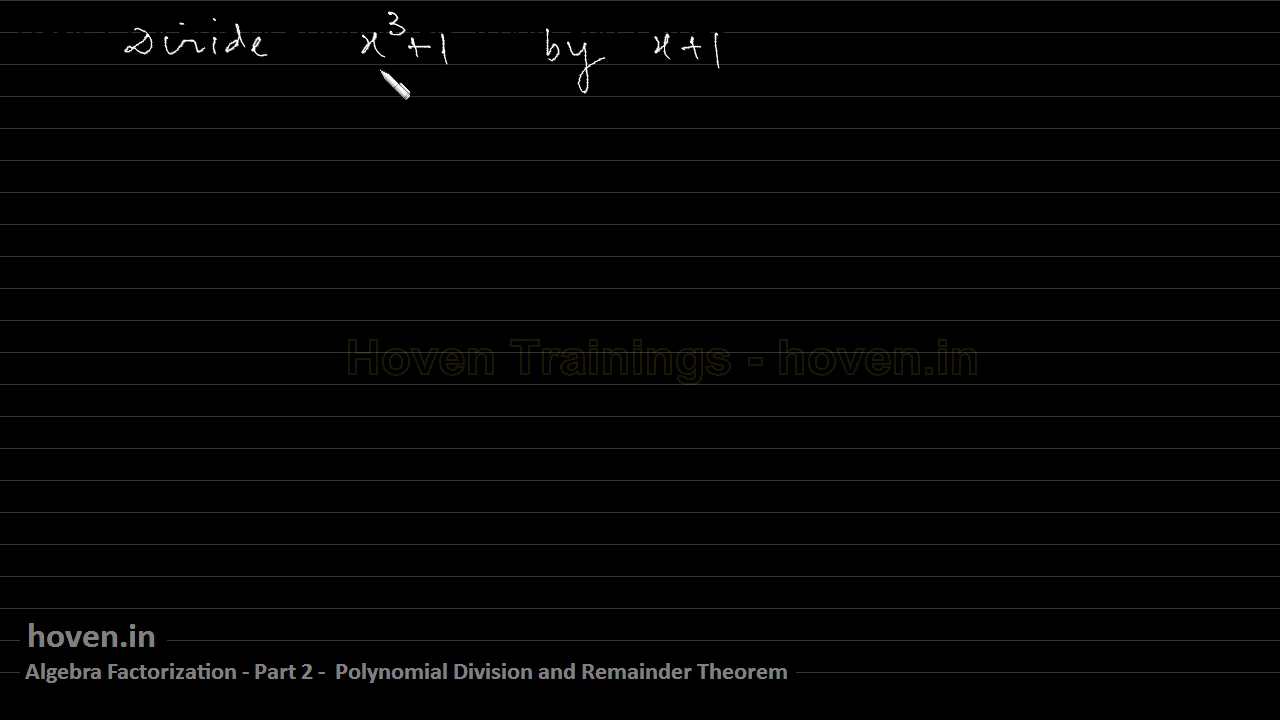 Divide x³+1 by x+1
Hoven Trainings - hoven.in
hoven.in
Algebra Factorization - Part 2 - Polynomial Division and Remainder Theorem